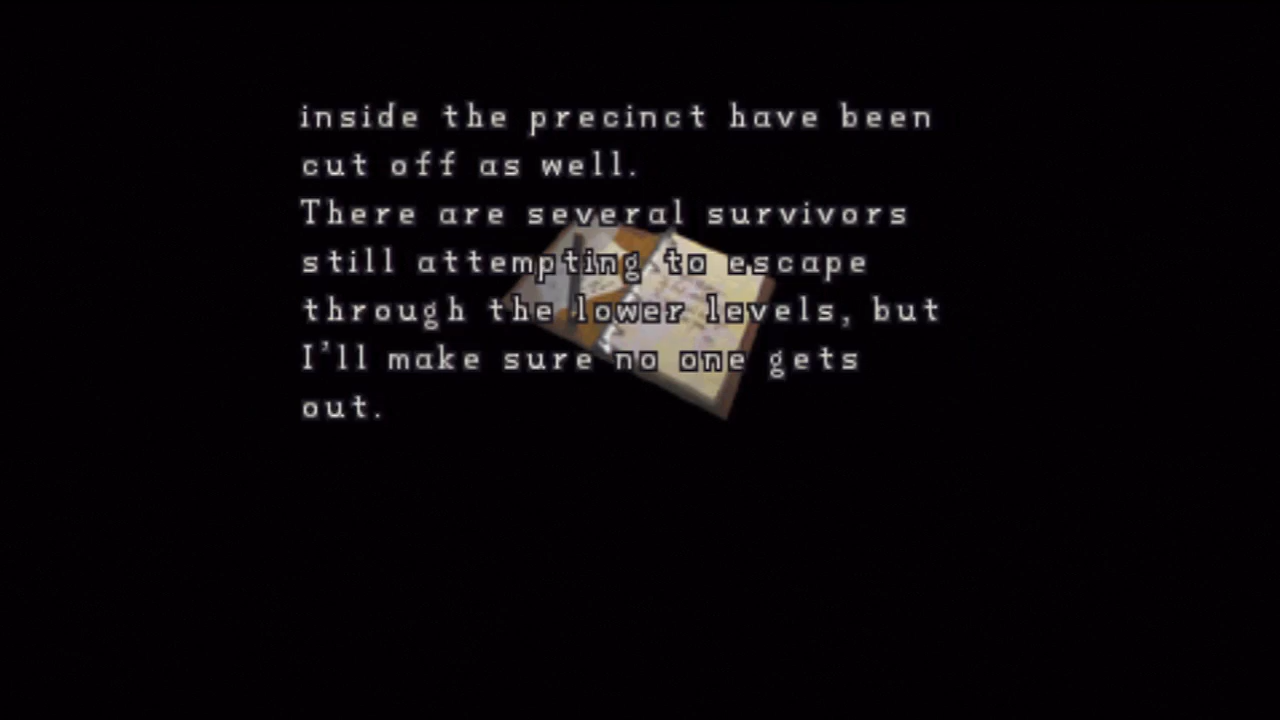 inside the precinct have been
cut off as well.
There are several survivors
still attempting to escape
through the lower levels, but
I'll make sure no one gets
out.